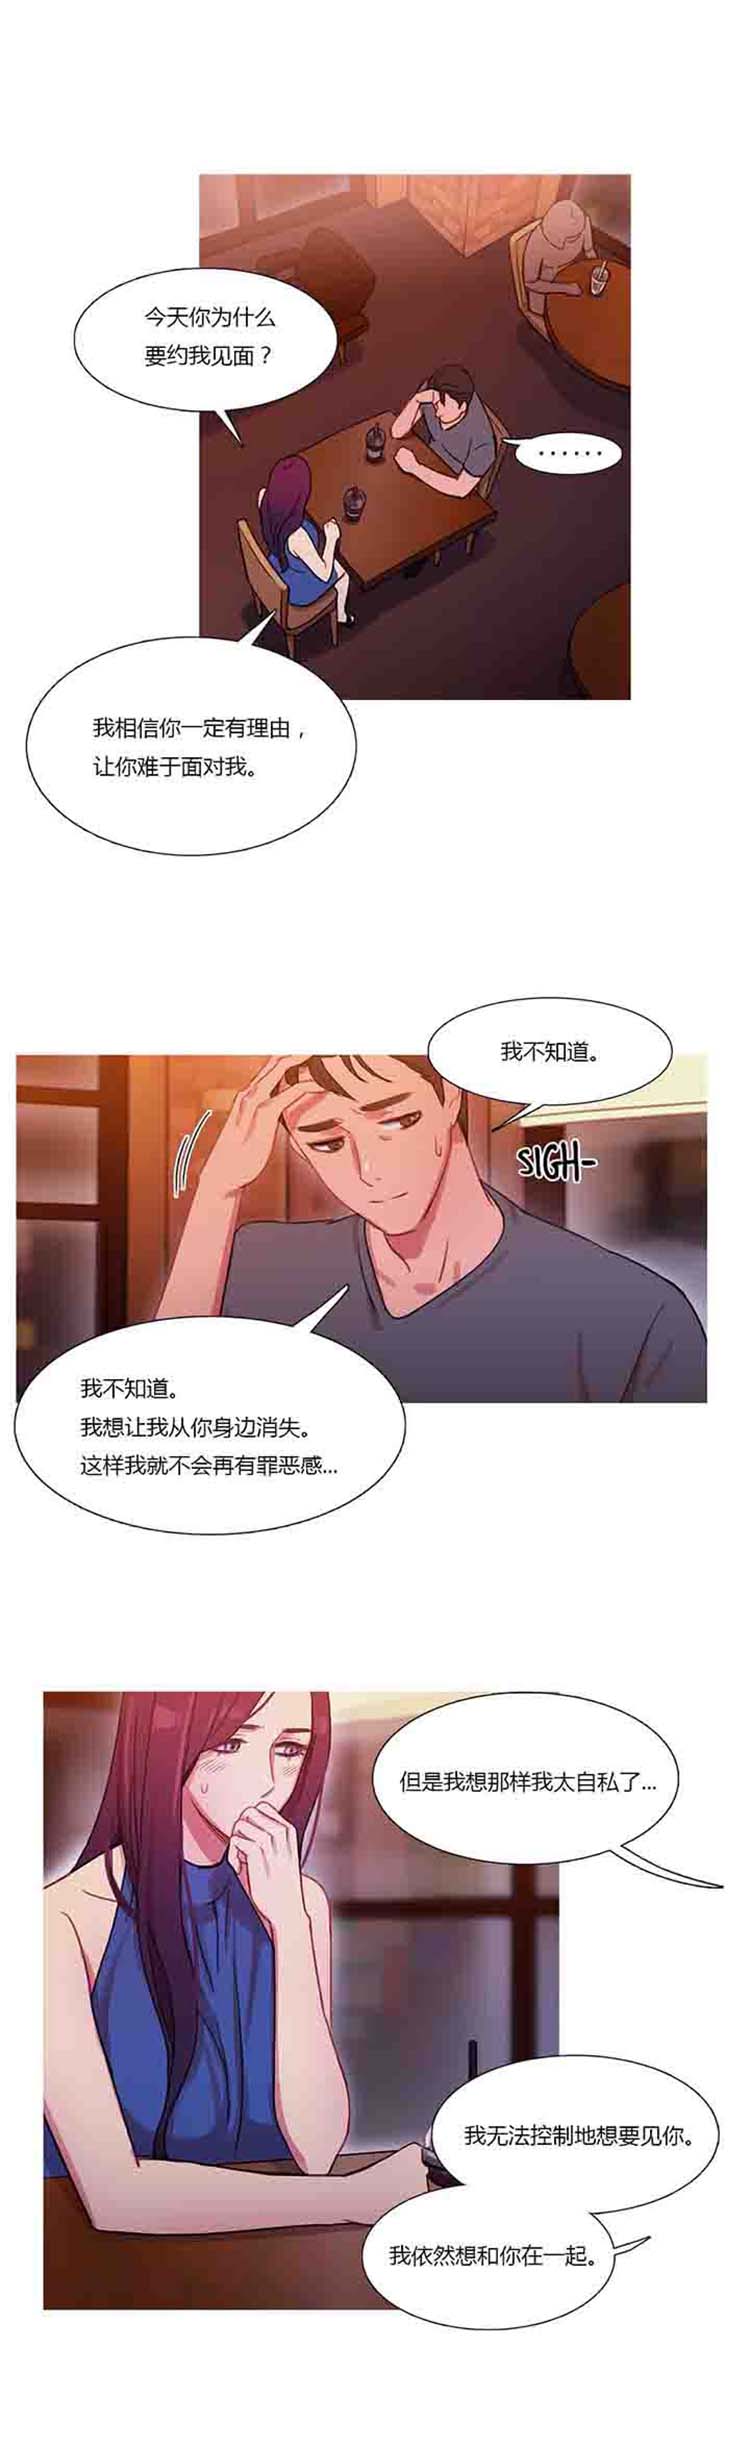 今天你为什么
要约我见面？
......
我相信你一定有理由，
让你难于面对我。
我不知道。
SIGH-
我不知道。
我想让我从你身边消失。
这样我就不会再有罪恶感...
但是我想那样我太自私了...
我无法控制地想要见你。
我依然想和你在一起。